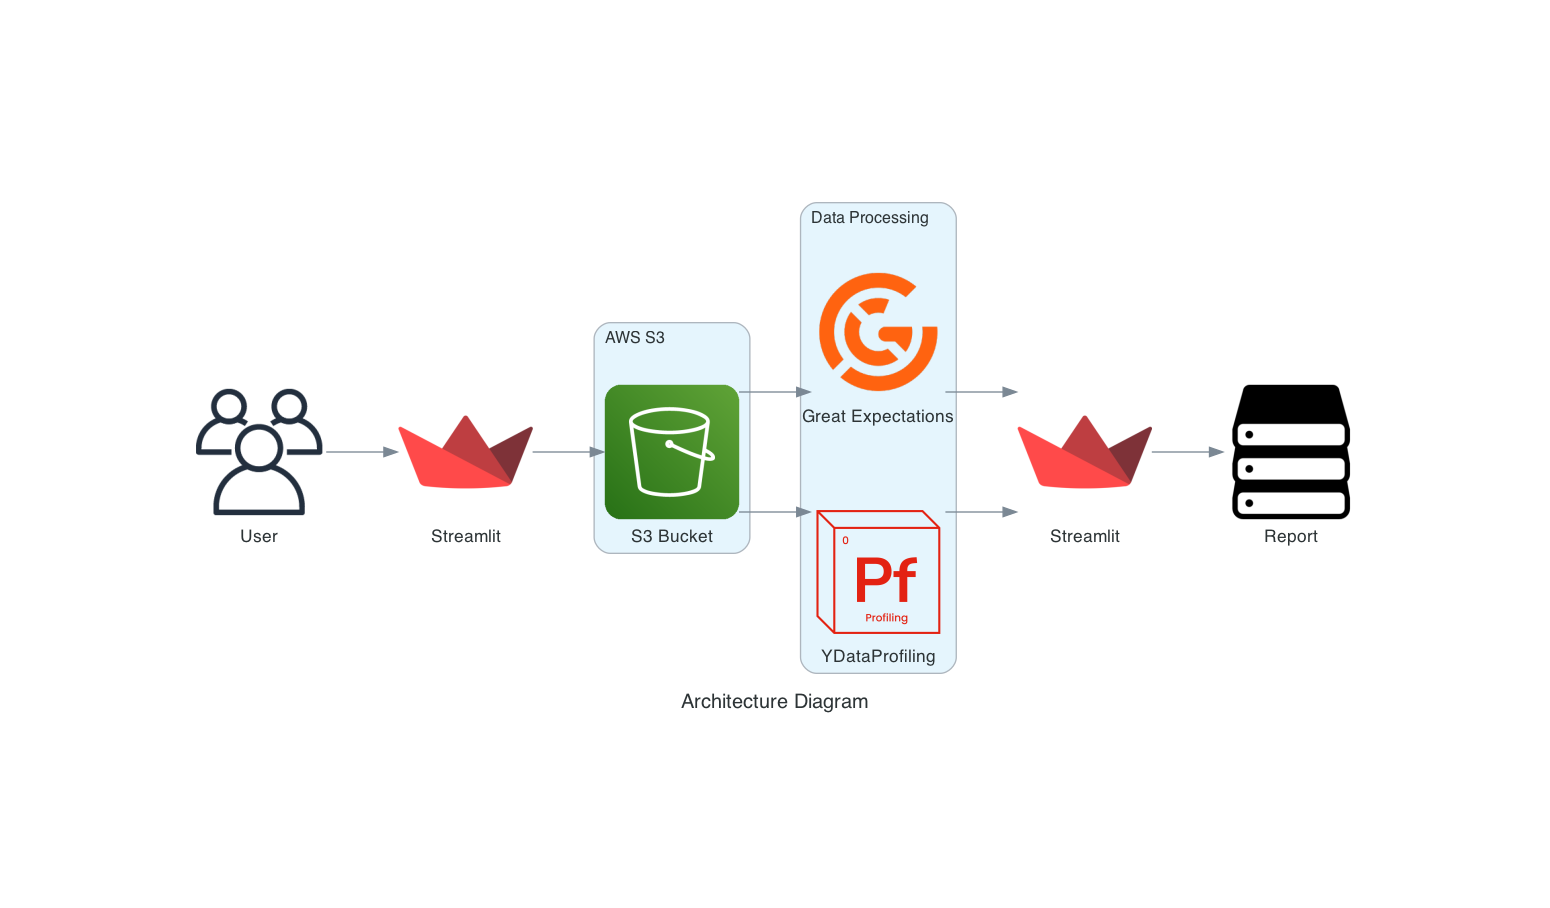 Data Processing
AWS S3
Great Expectations
User
Streamlit
S3 Bucket
0
Pf
Profiling
YDataProfiling
Streamlit
Report
Architecture Diagram